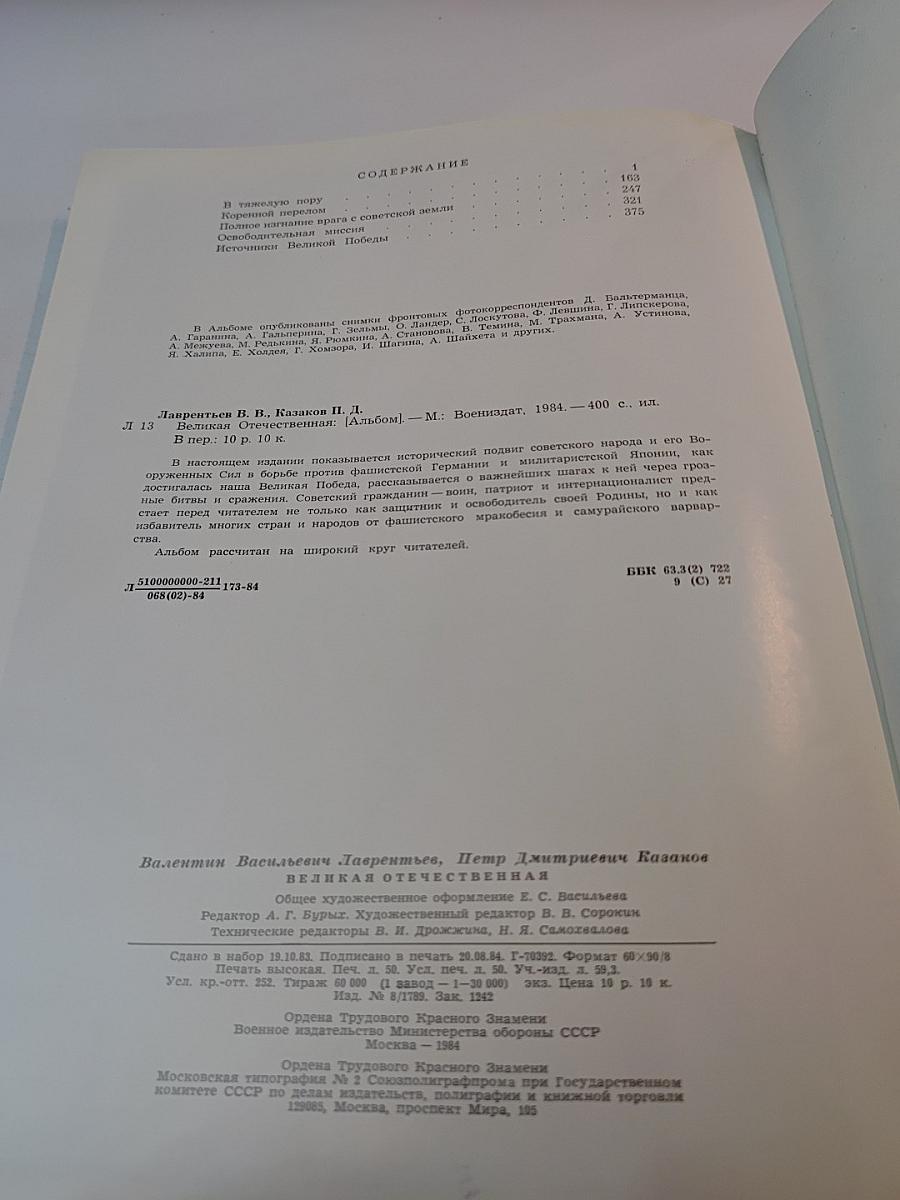 СОДЕРЖАНИЕ
В тяжелую пору . . . . . . . . . . 1
Коренной перелом . . . . . . . . . . 163
Полное изгнание врага с советской земли . . . . . . 247
Освободительная миссия . . . . . . . . . 321
Источники Великой Победы . . . . . . . . 375
В Альбоме опубликованы снимки фронтовых фотокорреспондентов Д. Бальтерманца,
А. Гаранина, А. Гальперина, Г. Зельмы, О. Ландер, С. Лоскутова, Ф. Левшина, Г. Липскерова,
А. Межуева, М. Редькина, Я. Рюмкина, А. Становова, В. Темина, М. Трахмана, А. Устинова,
Я. Халипа, Е. Холдея, Г. Хомзора, И. Шагина, А. Шайхета и других.
Лаврентьев В. В., Казаков П. Д.
Л 13 Великая Отечественная: [Альбом]. — М.: Воениздат, 1984. — 400 с., ил.
В пер.: 10 р. 10 к.
В настоящем издании показывается исторический подвиг советского народа и его Во-
оруженных Сил в борьбе против фашистской Германии и милитаристской Японии, как
достигалась наша Великая Победа, рассказывается о важнейших шагах к ней через гроз-
ные битвы и сражения. Советский гражданин — воин, патриот и интернационалист пред-
стает перед читателем не только как защитник и освободитель своей Родины, но и как
избавитель многих стран и народов от фашистского мракобесия и самурайского варвар-
ства.
Альбом рассчитан на широкий круг читателей.
Л 5100000000-211 173-84
068(02)-84
ББК 63.3(2) 722
9 (С) 27
Валентин Васильевич Лаврентьев, Петр Дмитриевич Казаков
ВЕЛИКАЯ ОТЕЧЕСТВЕННАЯ
Общее художественное оформление Е. С. Васильева
Редактор А. Г. Бурых. Художественный редактор В. В. Сорокин
Технические редакторы В. И. Дрожжина, Н. Я. Самохвалова
Сдано в набор 19.10.83. Подписано в печать 20.08.84. Г-70392. Формат 60×90/8
Печать высокая. Печ. л. 50. Усл. печ. л. 50. Уч.-изд. л. 59,3.
Усл. кр.-отт. 252. Тираж 60 000 (1 завод — 1—30 000) экз. Цена 10 р. 10 к.
Изд. № 8/1789. Зак. 1242
Ордена Трудового Красного Знамени
Военное издательство Министерства обороны СССР
Москва — 1984
Ордена Трудового Красного Знамени
Московская типография № 2 Союзполиграфпрома при Государственном
комитете СССР по делам издательств, полиграфии и книжной торговли
129085, Москва, проспект Мира, 105